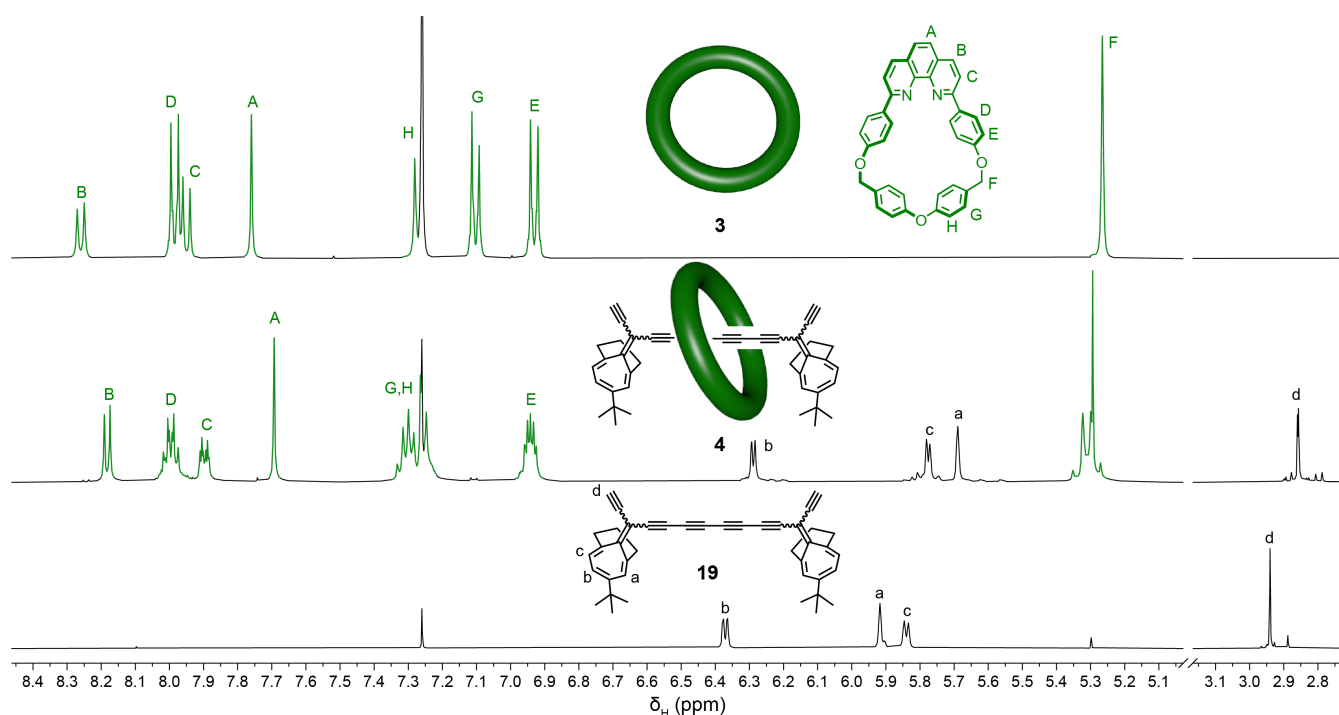 A
B
C
N N
D
E
O O
F
G
H O
3
B
D
C
A
H
G
E
F
B
D
C
A
G,H
E
4
b
c
a
d
d
c
b
a
19
b
a
c
d
8.4 8.3 8.2 8.1 8.0 7.9 7.8 7.7 7.6 7.5 7.4 7.3 7.2 7.1 7.0 6.9 6.8 6.7 6.6 6.5 6.4 6.3 6.2 6.1 6.0 5.9 5.8 5.7 5.6 5.5 5.4 5.3 5.2 5.1 3.1 3.0 2.9 2.8
δH (ppm)